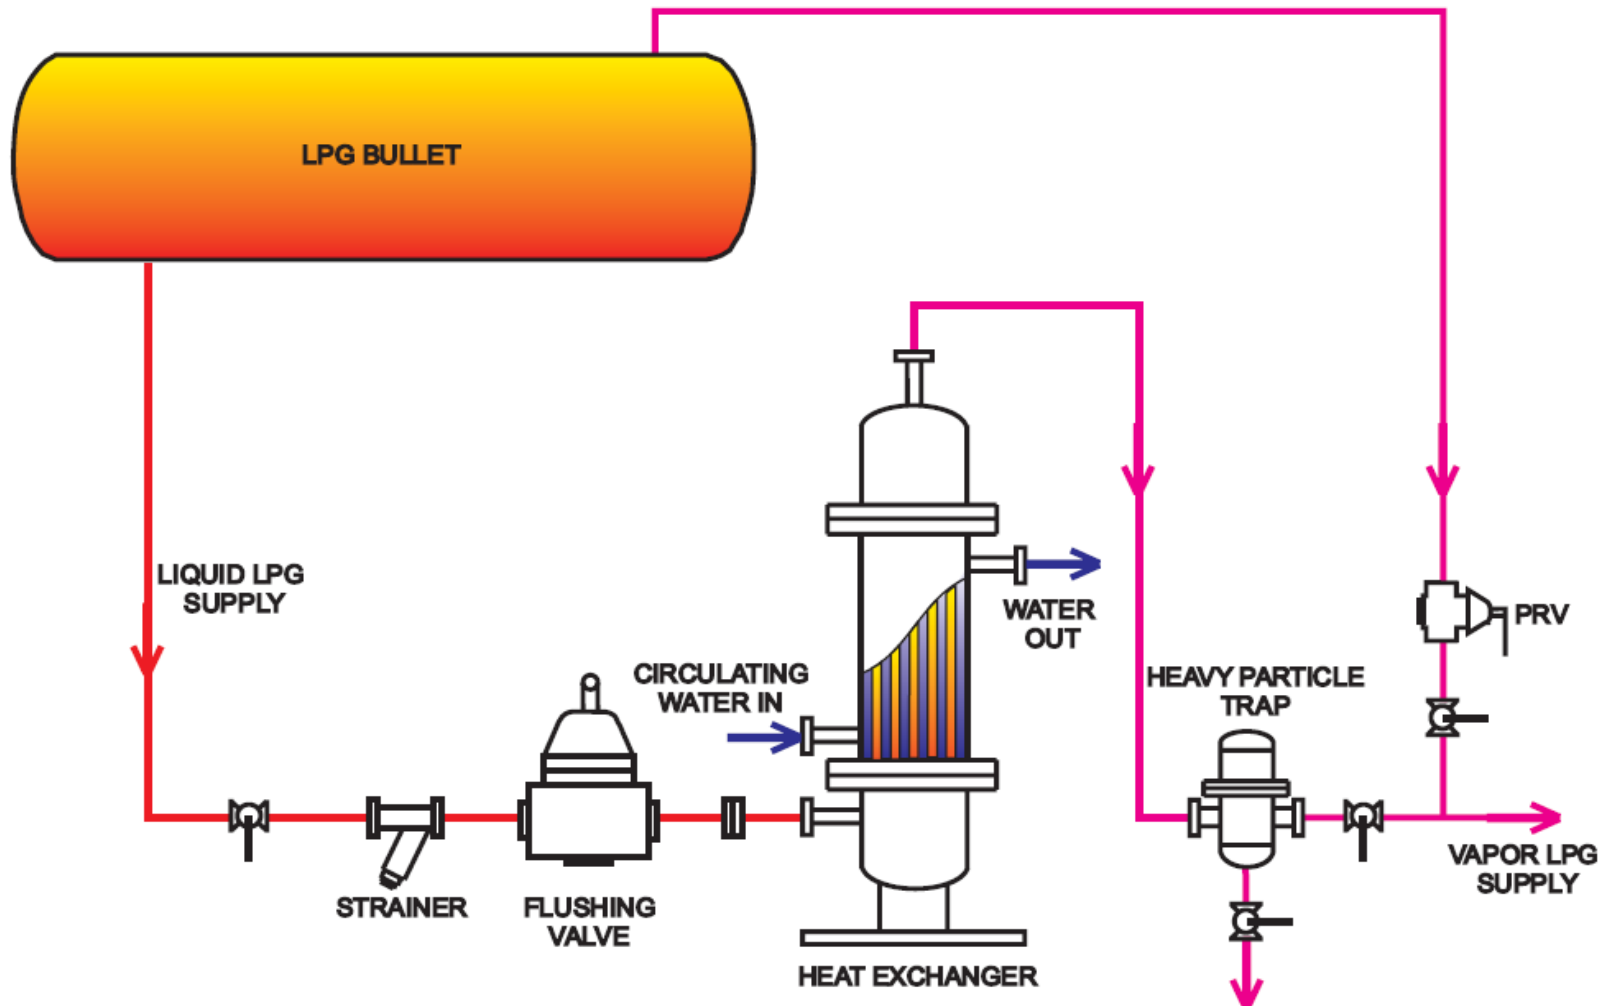 LPG BULLET
LIQUID LPG
SUPPLY
WATER
OUT
PRV
CIRCULATING
WATER IN
HEAVY PARTICLE
TRAP
VAPOR LPG
SUPPLY
STRAINER
FLUSHING
VALVE
HEAT EXCHANGER